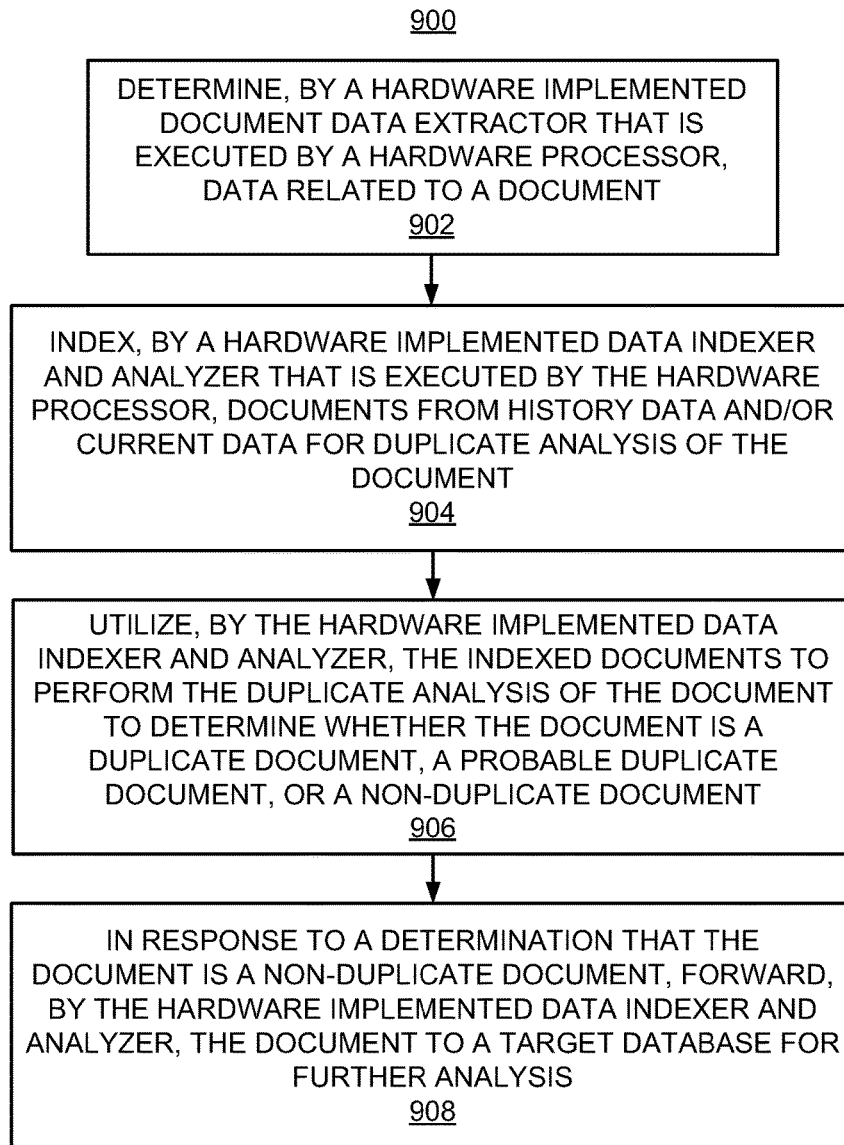 900
DETERMINE, BY A HARDWARE IMPLEMENTED
DOCUMENT DATA EXTRACTOR THAT IS
EXECUTED BY A HARDWARE PROCESSOR,
DATA RELATED TO A DOCUMENT
902
INDEX, BY A HARDWARE IMPLEMENTED DATA INDEXER
AND ANALYZER THAT IS EXECUTED BY THE HARDWARE
PROCESSOR, DOCUMENTS FROM HISTORY DATA AND/OR
CURRENT DATA FOR DUPLICATE ANALYSIS OF THE
DOCUMENT
904
UTILIZE, BY THE HARDWARE IMPLEMENTED DATA
INDEXER AND ANALYZER, THE INDEXED DOCUMENTS TO
PERFORM THE DUPLICATE ANALYSIS OF THE DOCUMENT
TO DETERMINE WHETHER THE DOCUMENT IS A
DUPLICATE DOCUMENT, A PROBABLE DUPLICATE
DOCUMENT, OR A NON-DUPLICATE DOCUMENT
906
IN RESPONSE TO A DETERMINATION THAT THE
DOCUMENT IS A NON-DUPLICATE DOCUMENT, FORWARD,
BY THE HARDWARE IMPLEMENTED DATA INDEXER AND
ANALYZER, THE DOCUMENT TO A TARGET DATABASE FOR
FURTHER ANALYSIS
908